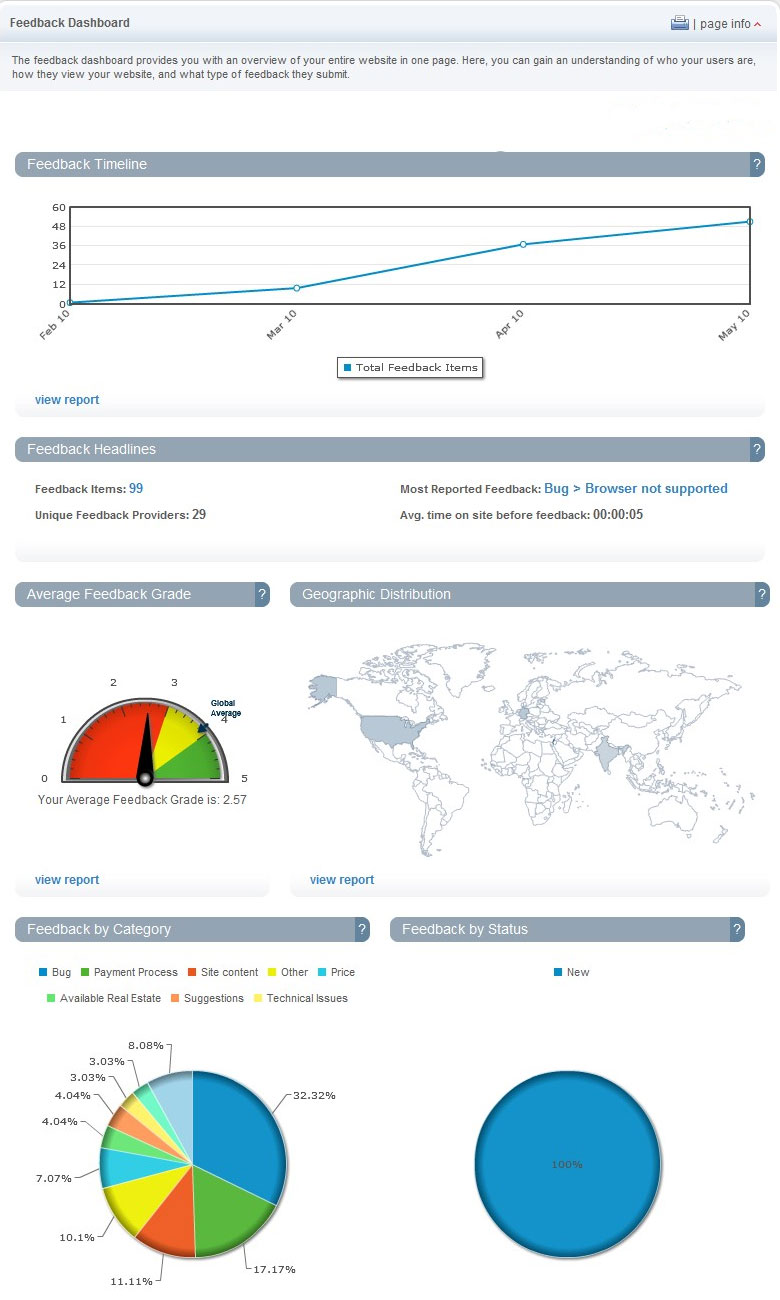 Feedback Dashboard
| page info
The feedback dashboard provides you with an overview of your entire website in one page. Here, you can gain an understanding of who your users are,
how they view your website, and what type of feedback they submit.
Feedback Timeline ?
60
48
36
24
12
0
Feb 10 Mar 10 Apr 10 May 10
Total Feedback Items
view report
Feedback Headlines ?
Feedback Items: 99
Most Reported Feedback: Bug > Browser not supported
Unique Feedback Providers: 29
Avg. time on site before feedback: 00:00:05
Average Feedback Grade ?
0 1 2 3 4 5
Global
Average
Your Average Feedback Grade is: 2.57
view report
Geographic Distribution ?
view report
Feedback by Category ?
Bug Payment Process Site content Other Price
Available Real Estate Suggestions Technical Issues
32.32%
17.17%
11.11%
10.1%
7.07%
4.04%
4.04%
3.03%
3.03%
8.08%
Feedback by Status ?
New
100%